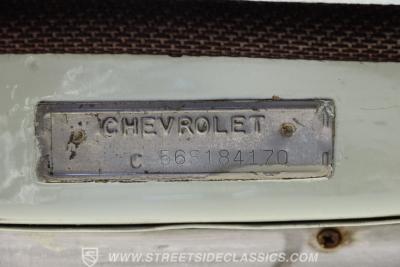 CHEVROLET
C 56S184170
WWW.STREETSIDECLASSICS.COM